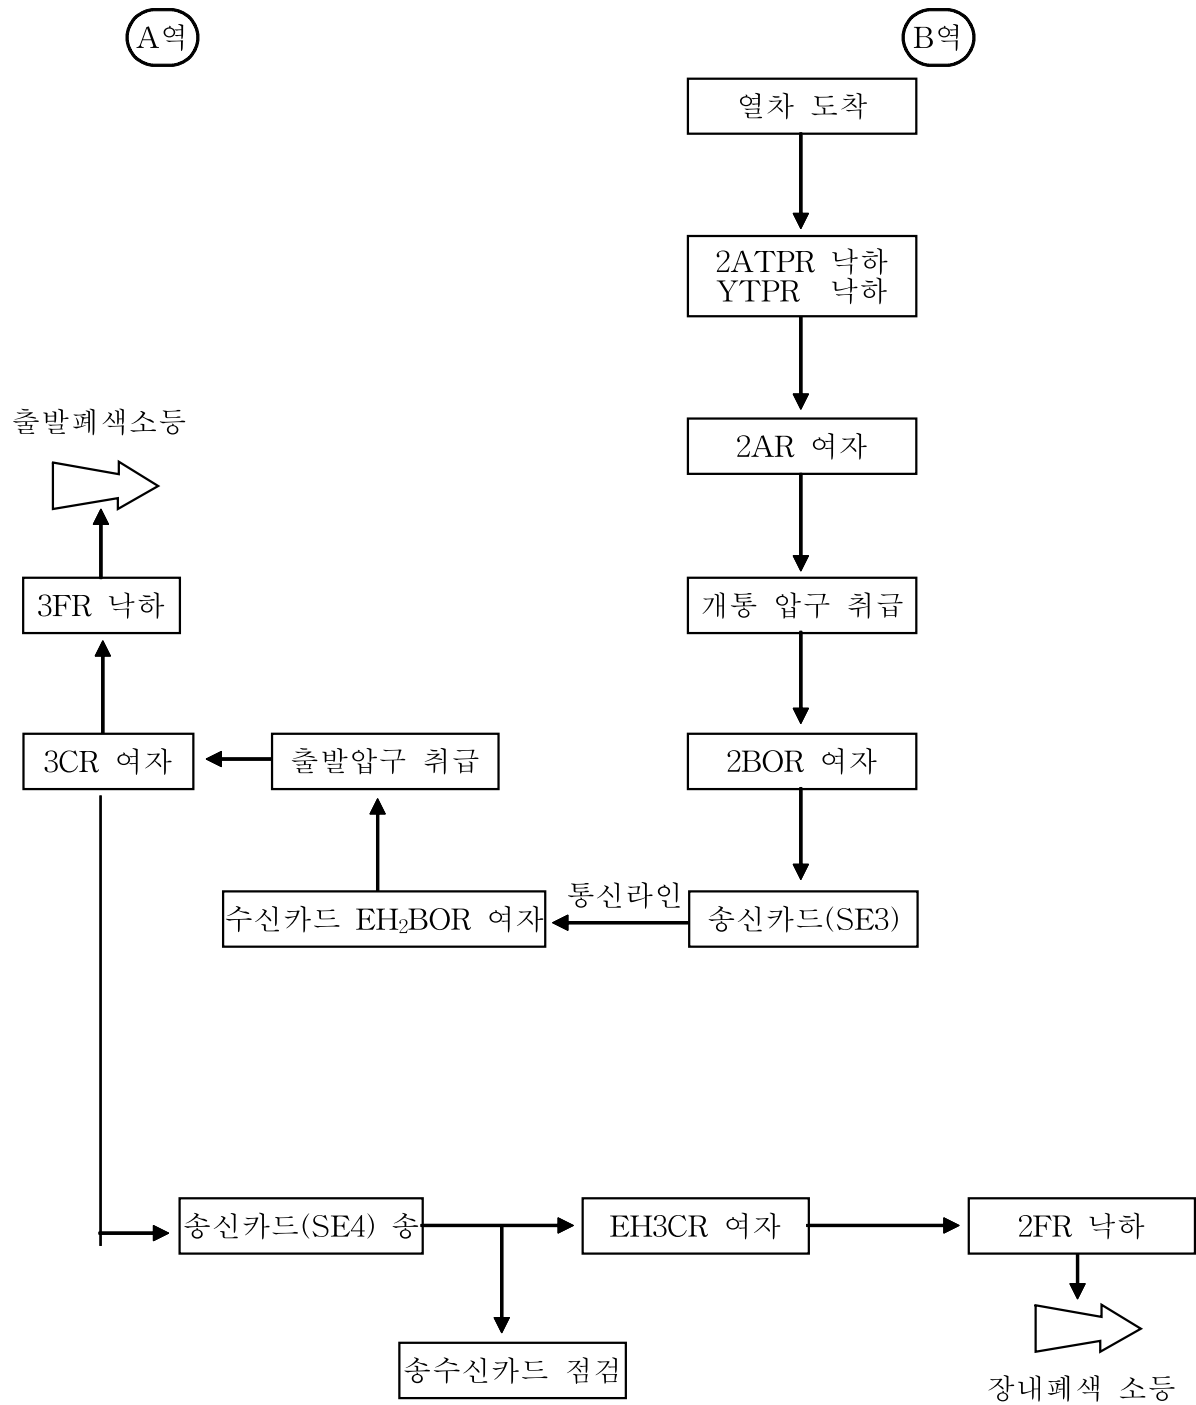 A역
B역
열차 도착
2ATPR 낙하
YTPR 낙하
출발폐색소등
2AR 여자
3FR 낙하
개통 압구 취급
3CR 여자
출발압구 취급
2BOR 여자
통신라인
수신카드 EH₂BOR 여자
송신카드(SE3)
송신카드(SE4) 송
EH3CR 여자
2FR 낙하
송수신카드 점검
장내폐색 소등